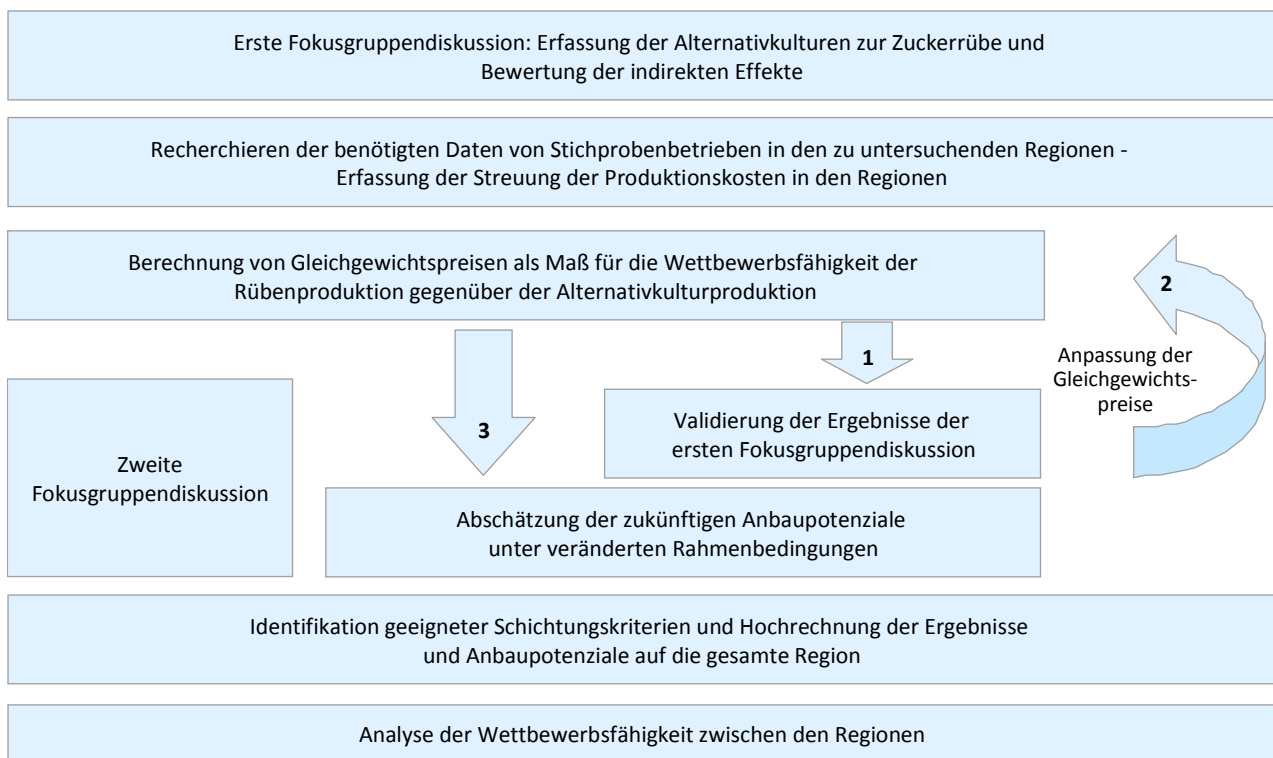 Erste Fokusgruppendiskussion: Erfassung der Alternativkulturen zur Zuckerrübe und
Bewertung der indirekten Effekte
Recherchieren der benötigten Daten von Stichprobenbetrieben in den zu untersuchenden Regionen -
Erfassung der Streuung der Produktionskosten in den Regionen
Berechnung von Gleichgewichtspreisen als Maß für die Wettbewerbsfähigkeit der
Rübenproduktion gegenüber der Alternativkulturproduktion
2
1
Anpassung der
Gleichgewichts-
preise
3
Validierung der Ergebnisse der
ersten Fokusgruppendiskussion
Zweite
Fokusgruppendiskussion
Abschätzung der zukünftigen Anbaupotenziale
unter veränderten Rahmenbedingungen
Identifikation geeigneter Schichtungskriterien und Hochrechnung der Ergebnisse
und Anbaupotenziale auf die gesamte Region
Analyse der Wettbewerbsfähigkeit zwischen den Regionen